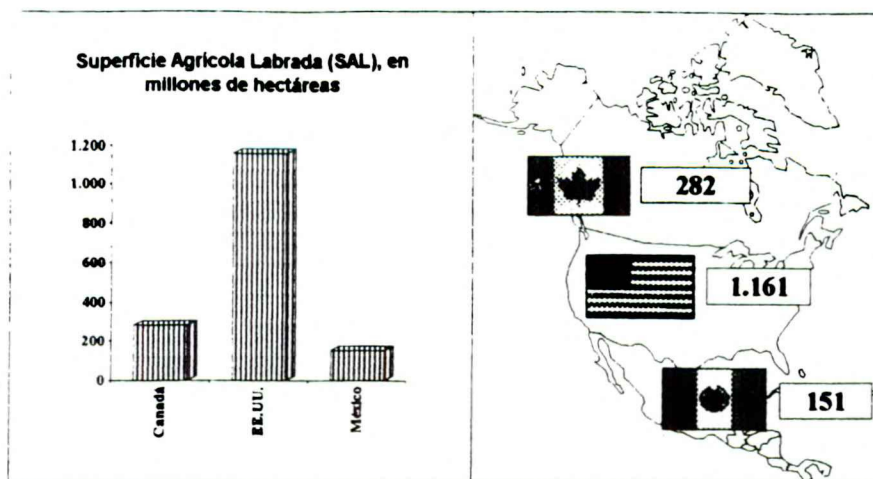 Superficie Agrícola Labrada (SAL), en
millones de hectáreas
1.200
1.000
800
600
400
200
0
Canadá
EE.UU.
México
282
1.161
151